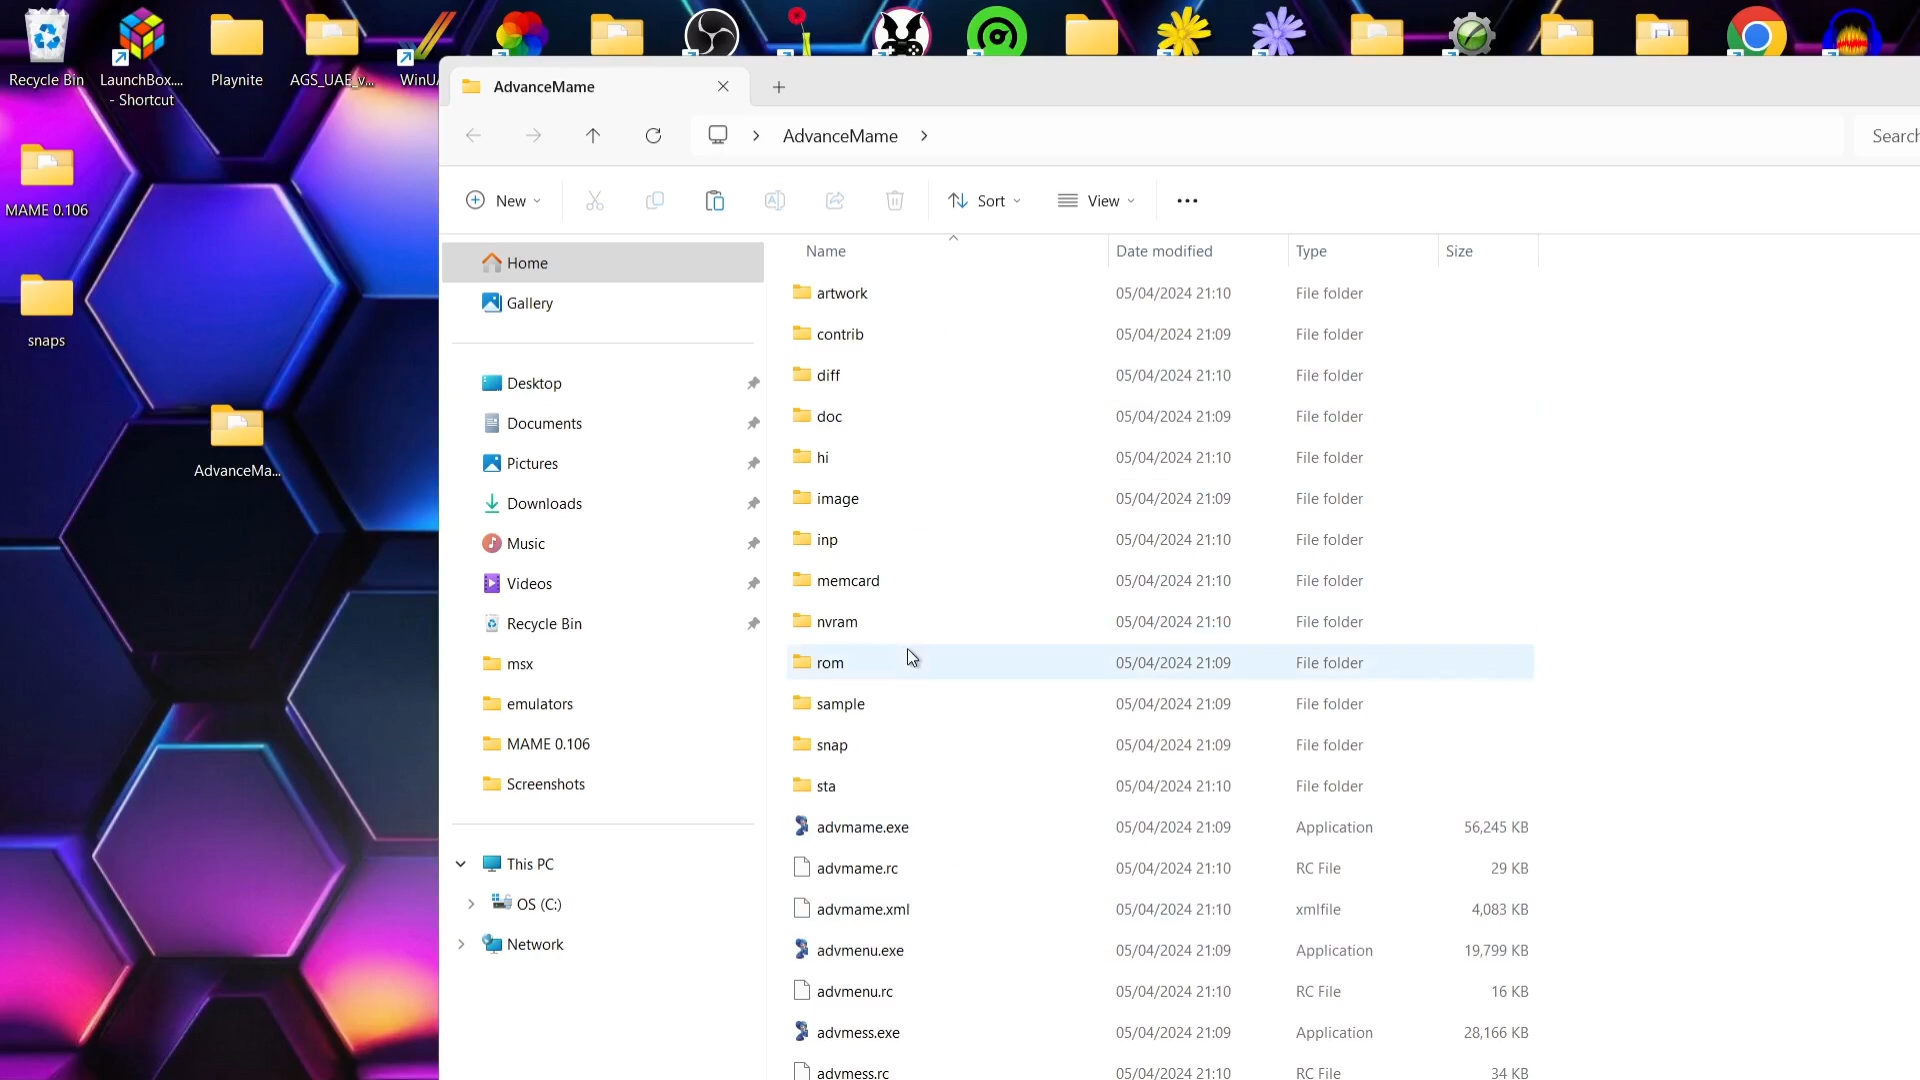 Recycle Bin
LaunchBox....
- Shortcut
Playnite
AGS_UAE_v...
WinUA
MAME 0.106
snaps
AdvanceMa...
AdvanceMame
AdvanceMame
Search
New
Sort
View
Home
Gallery
Desktop
Documents
Pictures
Downloads
Music
Videos
Recycle Bin
msx
emulators
MAME 0.106
Screenshots
This PC
OS (C:)
Network
Name Date modified Type Size
artwork 05/04/2024 21:10 File folder
contrib 05/04/2024 21:09 File folder
diff 05/04/2024 21:10 File folder
doc 05/04/2024 21:09 File folder
hi 05/04/2024 21:10 File folder
image 05/04/2024 21:09 File folder
inp 05/04/2024 21:10 File folder
memcard 05/04/2024 21:10 File folder
nvram 05/04/2024 21:10 File folder
rom 05/04/2024 21:09 File folder
sample 05/04/2024 21:09 File folder
snap 05/04/2024 21:09 File folder
sta 05/04/2024 21:10 File folder
advmame.exe 05/04/2024 21:09 Application 56,245 KB
advmame.rc 05/04/2024 21:10 RC File 29 KB
advmame.xml 05/04/2024 21:10 xmlfile 4,083 KB
advmenu.exe 05/04/2024 21:09 Application 19,799 KB
advmenu.rc 05/04/2024 21:10 RC File 16 KB
advmess.exe 05/04/2024 21:09 Application 28,166 KB
advmess.rc 05/04/2024 21:10 RC File 34 KB